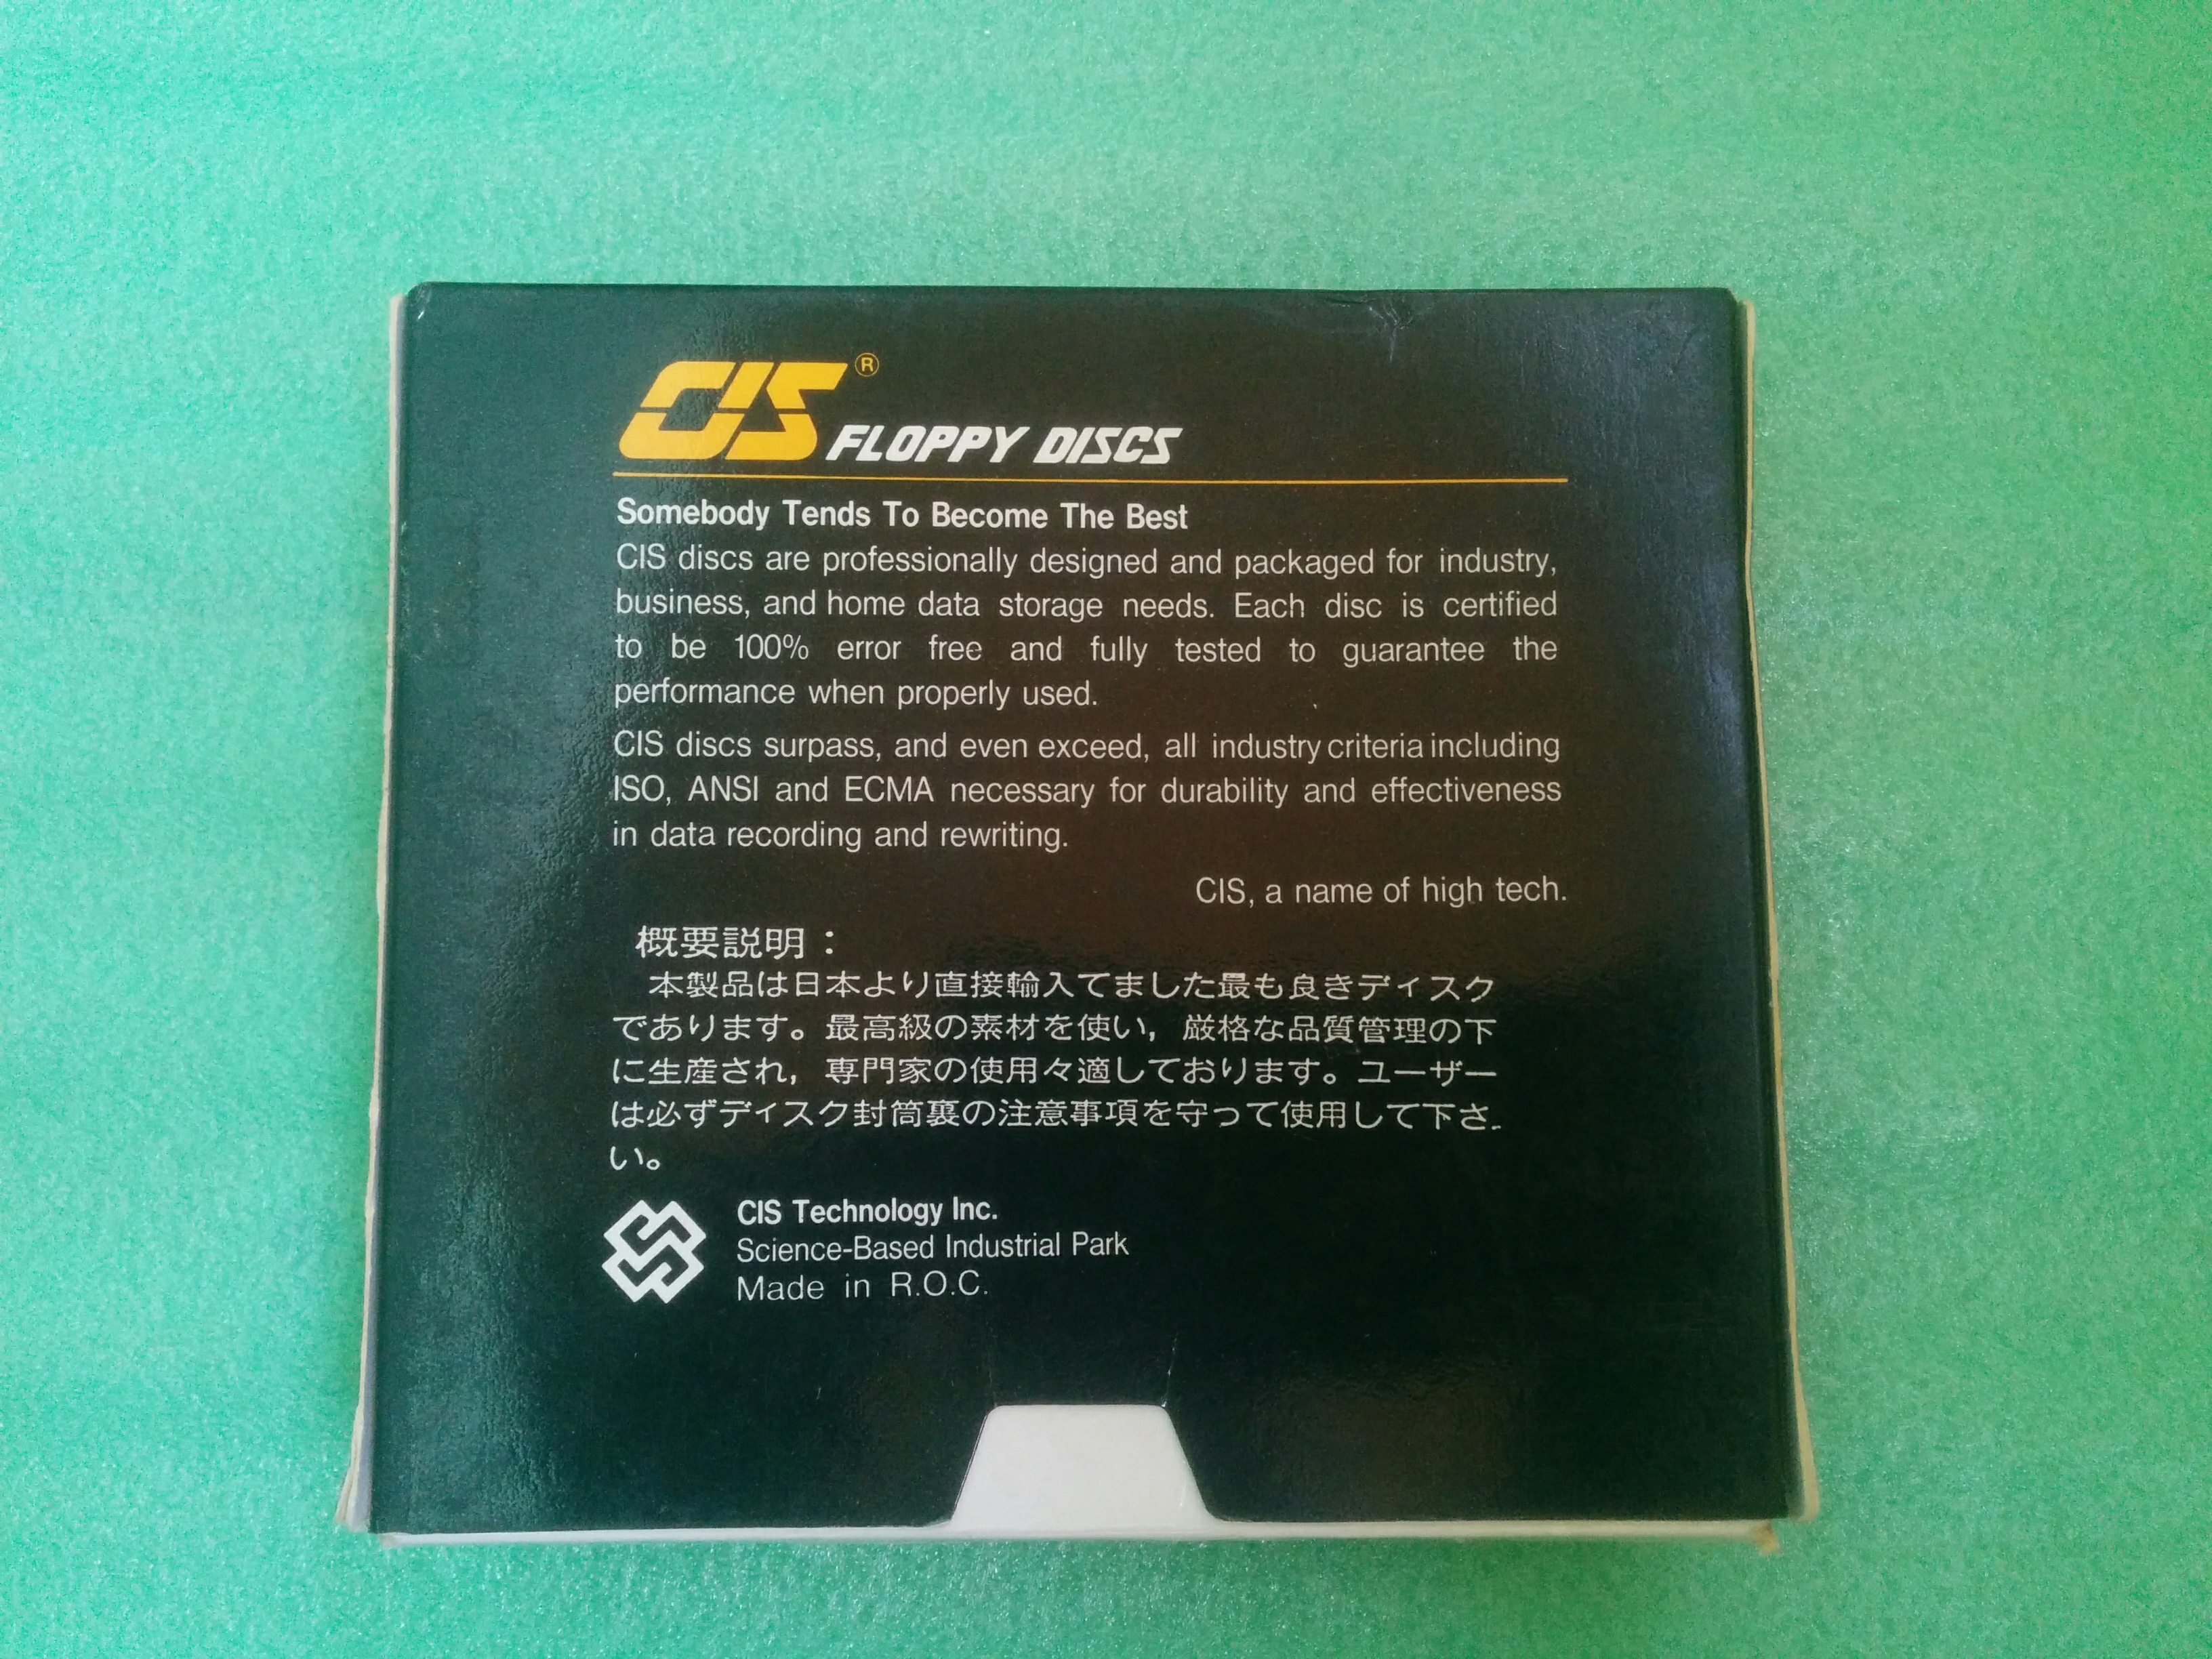 CIS®
FLOPPY DISCS
Somebody Tends To Become The Best
CIS discs are professionally designed and packaged for industry,
business, and home data storage needs. Each disc is certified
to be 100% error free and fully tested to guarantee the
performance when properly used.
CIS discs surpass, and even exceed, all industry criteria including
ISO, ANSI and ECMA necessary for durability and effectiveness
in data recording and rewriting.
CIS, a name of high tech.
概要説明：
本製品は日本より直接輸入てました最も良きディスク
であります。最高級の素材を使い，厳格な品質管理の下
に生産され，専門家の使用々適しております。ユーザー
は必ずディスク封筒裏の注意事項を守って使用して下さ
い。
CIS Technology Inc.
Science-Based Industrial Park
Made in R.O.C.